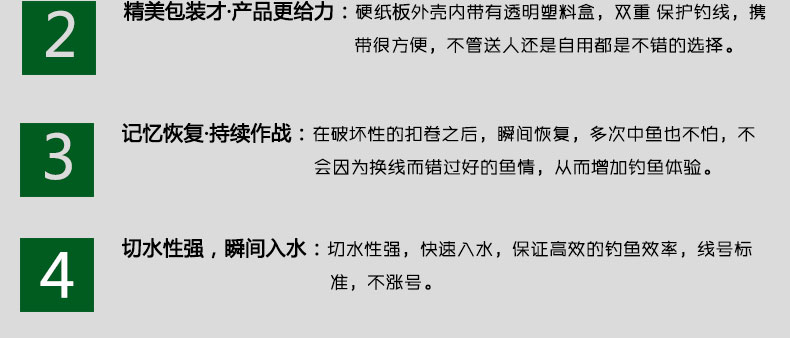 2
精美包装才·产品更给力：硬纸板外壳内带有透明塑料盒，双重 保护钓线，携
带很方便，不管送人还是自用都是不错的选择。
3
记忆恢复·持续作战：在破坏性的扣卷之后，瞬间恢复，多次中鱼也不怕，不
会因为换线而错过好的鱼情，从而增加钓鱼体验。
4
切水性强，瞬间入水：切水性强，快速入水，保证高效的钓鱼效率，线号标
准，不涨号。